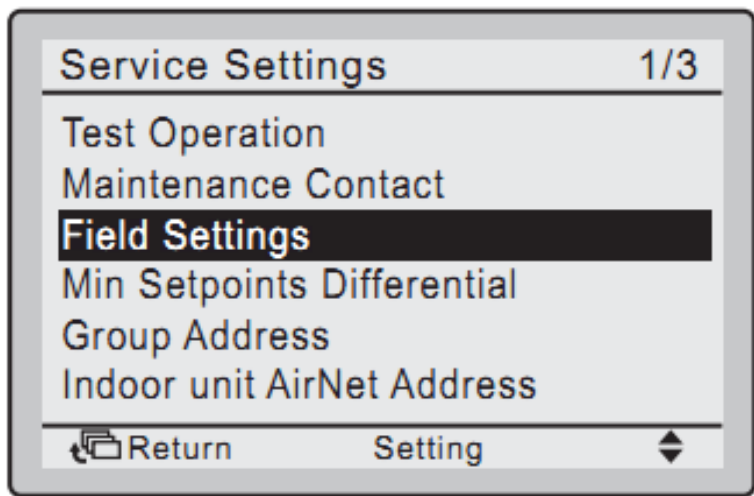 Service Settings 1/3
Test Operation
Maintenance Contact
Field Settings
Min Setpoints Differential
Group Address
Indoor unit AirNet Address
Return Setting